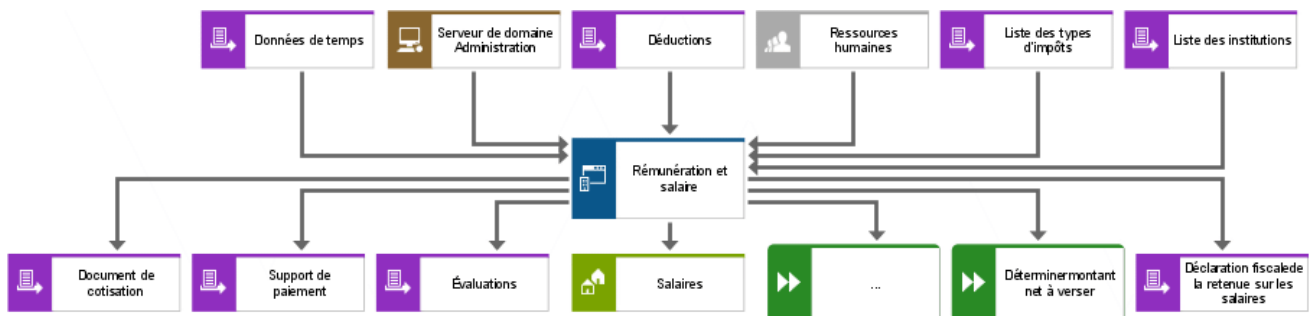 Données de temps
Serveur de domaine
Administration
Déductions
Ressources
humaines
Liste des types
d'impôts
Liste des institutions
Rémunération et
salaire
Document de
cotisation
Support de
paiement
Évaluations
Salaires
...
Déterminermontant
net à verser
Déclaration fiscalede
la retenue sur les
salaires